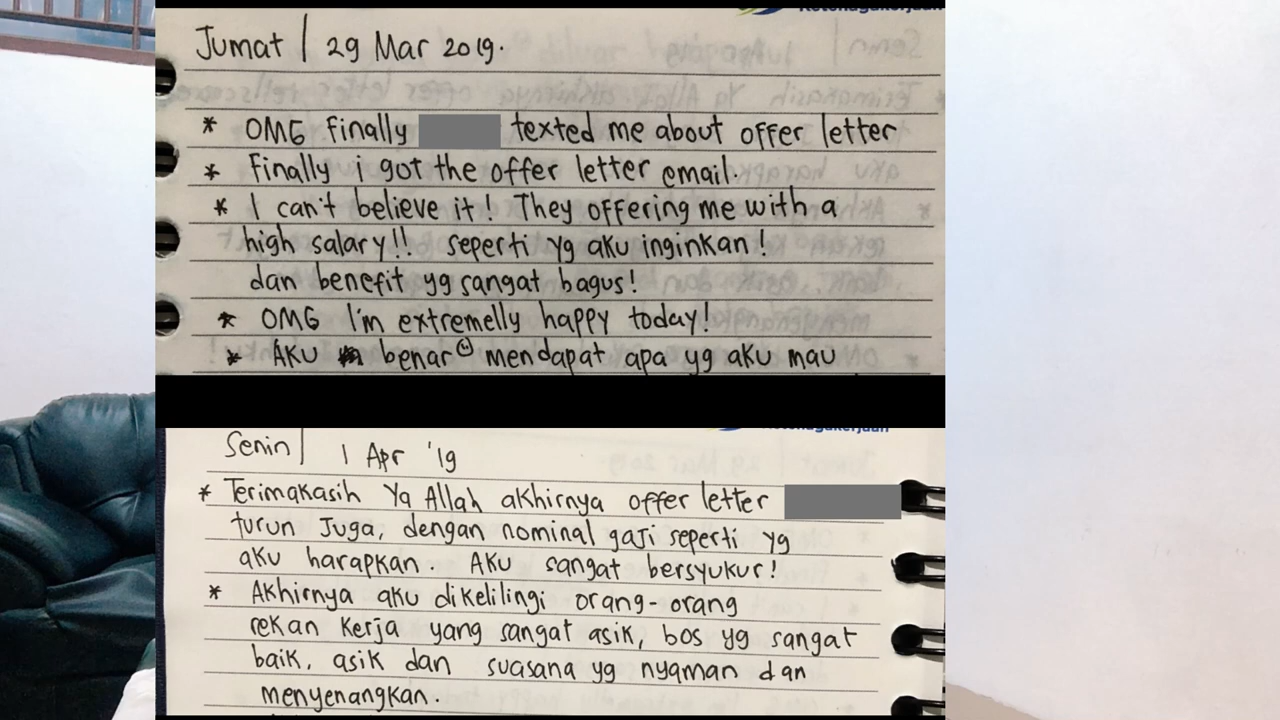 Ketenagakerjaan
Jumat / 29 Mar 2019.
* OMG finally texted me about offer letter
* Finally i got the offer letter email.
* I can't believe it! They offering me with a
high salary!! seperti yg aku inginkan!
dan benefit yg sangat bagus!
* OMG I'm extremelly happy today!
* AKU benar mendapat apa yg aku mau
Ketenagakerjaan
Senin / 1 Apr '19
* Terimakasih Ya Allah akhirnya offer letter
turun Juga, dengan nominal gaji seperti yg
aku harapkan. AKU sangat bersyukur!
* Akhirnya aku dikelilingi orang-orang
rekan kerja yang sangat asik, bos yg sangat
baik, asik dan suasana yg nyaman dan
menyenangkan.